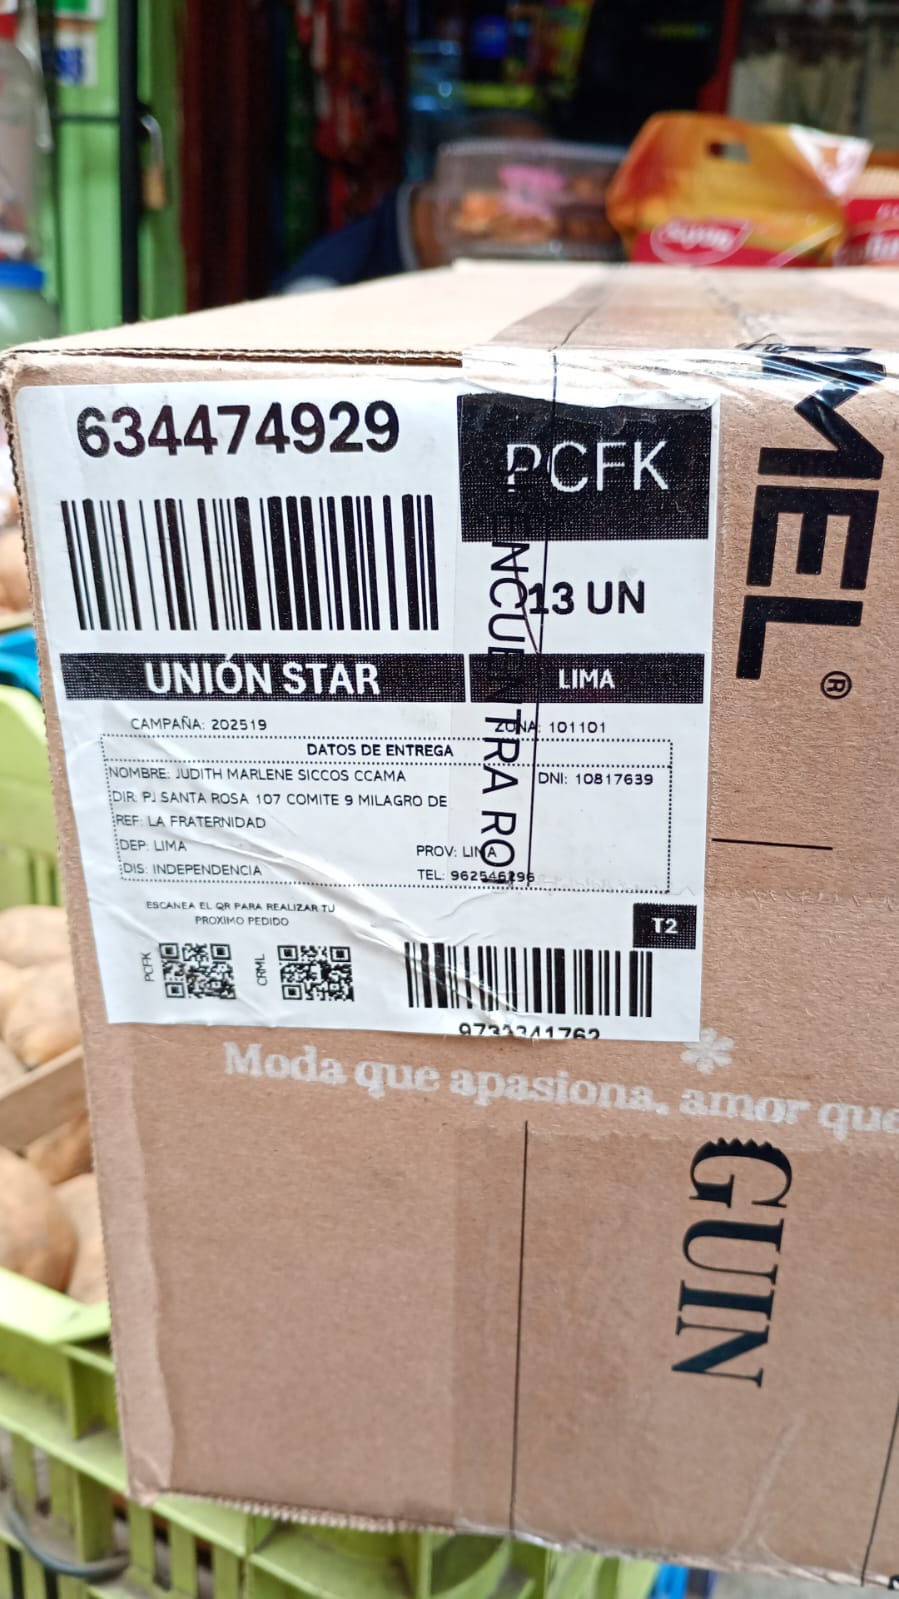 634474929
PCFK
13 UN
UNIÓN STAR
LIMA
CAMPAÑA: 202519
ZONA: 101101
DATOS DE ENTREGA
NOMBRE: JUDITH MARLENE SICCOS CCAMA
DNI: 10817639
DIR: PJ SANTA ROSA 107 COMITE 9 MILAGRO DE
REF: LA FRATERNIDAD
DEP: LIMA
PROV: LIMA
DIS: INDEPENDENCIA
TEL:
ESCANEA EL QR PARA REALIZAR TU
PROXIMO PEDIDO
T2
PCFK
CRML
ENCUENTRA RO
MEL®
Moda que apasiona, amor que
GUIN